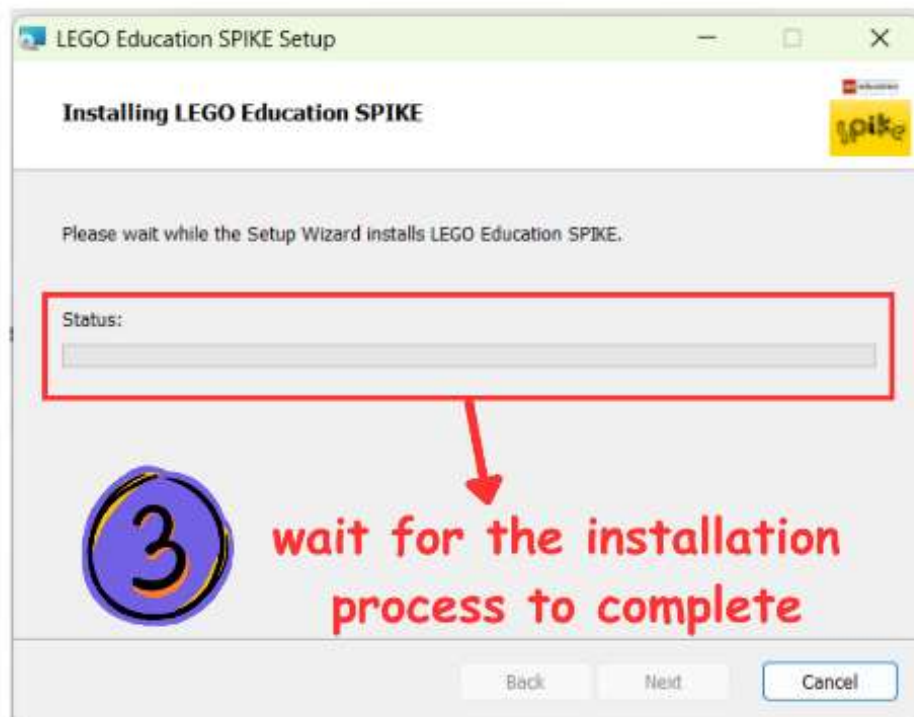 LEGO Education SPIKE Setup
Installing LEGO Education SPIKE
education
spike
Please wait while the Setup Wizard installs LEGO Education SPIKE.
Status:
3
wait for the installation
process to complete
Back
Next
Cancel